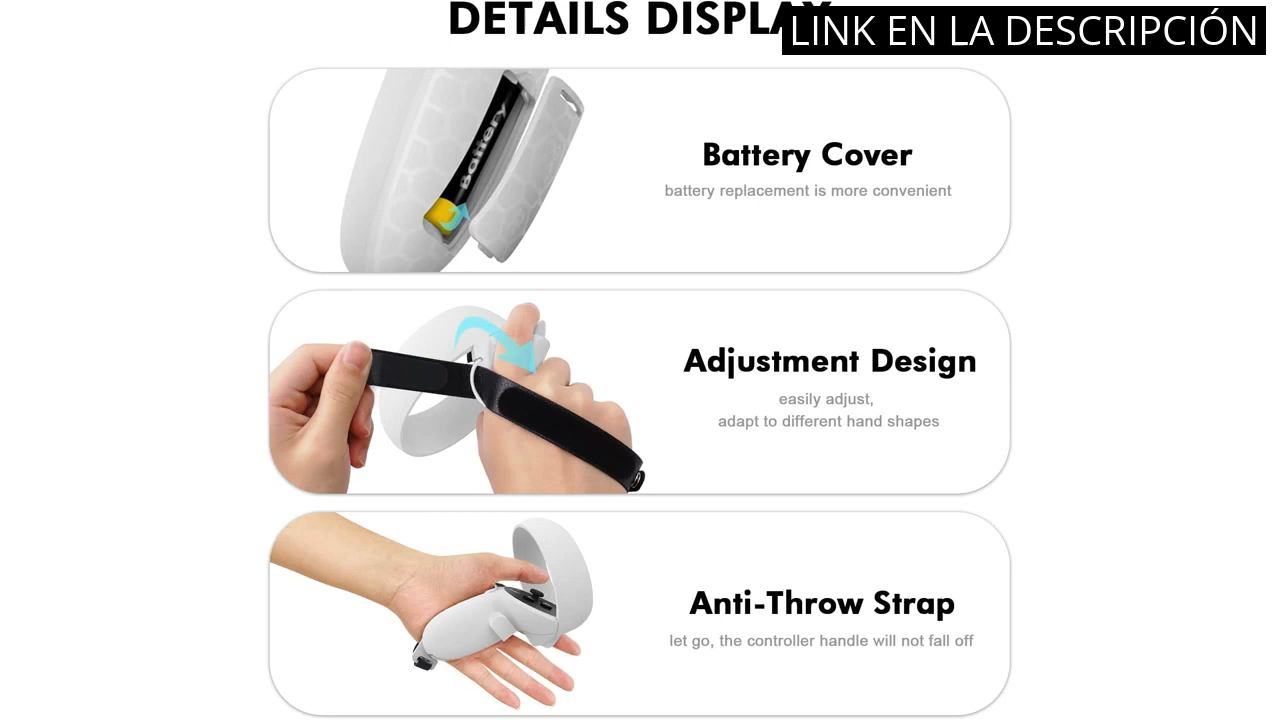 DETAILS DISPLAY
LINK EN LA DESCRIPCIÓN
Battery
Battery Cover
battery replacement is more convenient
Adjustment Design
easily adjust,
adapt to different hand shapes
Anti-Throw Strap
let go, the controller handle will not fall off